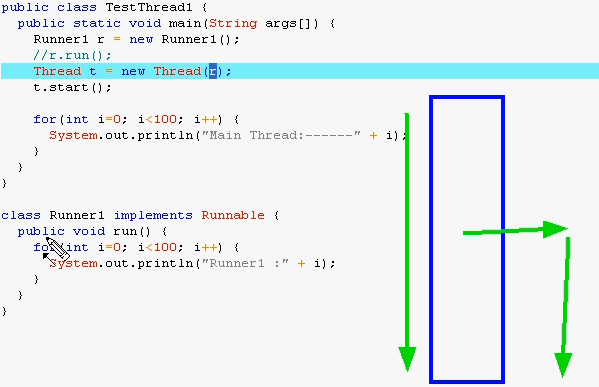 public class TestThread1 {
public static void main(String args[]) {
Runner1 r = new Runner1();
//r.run();
Thread t = new Thread(r);
t.start();
for(int i=0; i<100; i++) {
System.out.println("Main Thread:------" + i);
}
}
}
class Runner1 implements Runnable {
public void run() {
for(int i=0; i<100; i++) {
System.out.println("Runner1 :" + i);
}
}
}